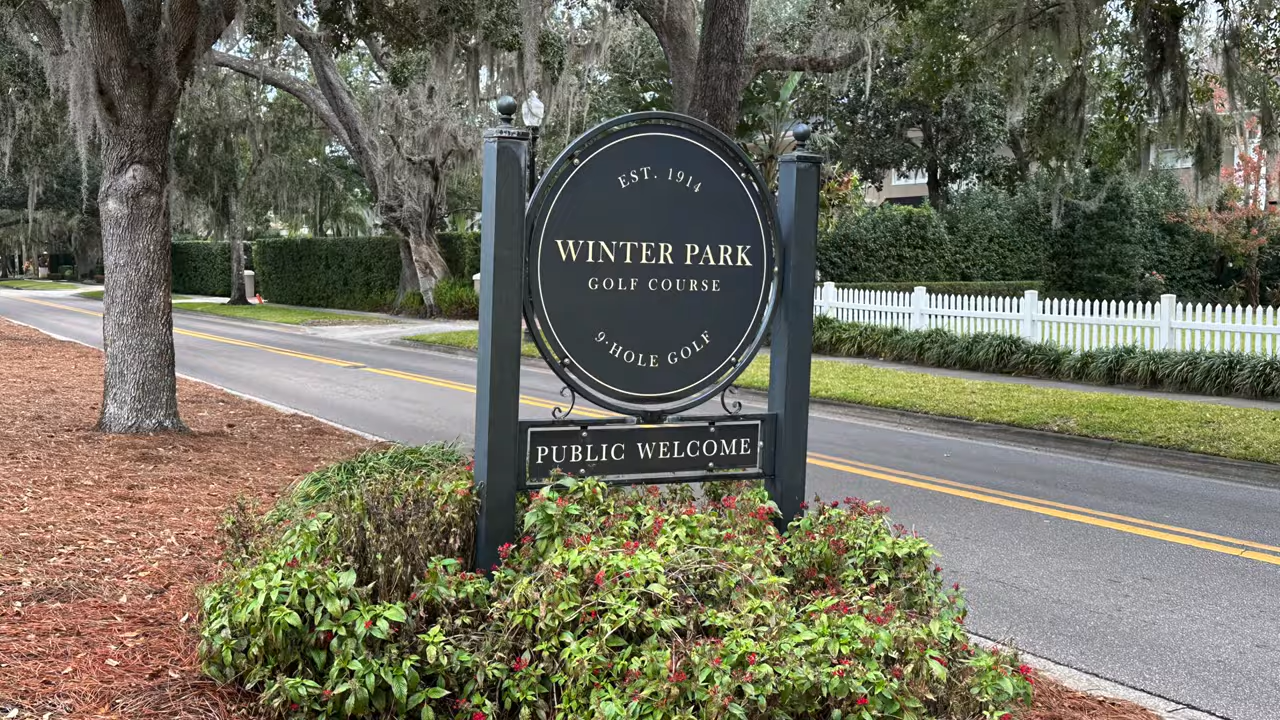 EST. 1914
WINTER PARK
GOLF COURSE
9-HOLE GOLF
PUBLIC WELCOME